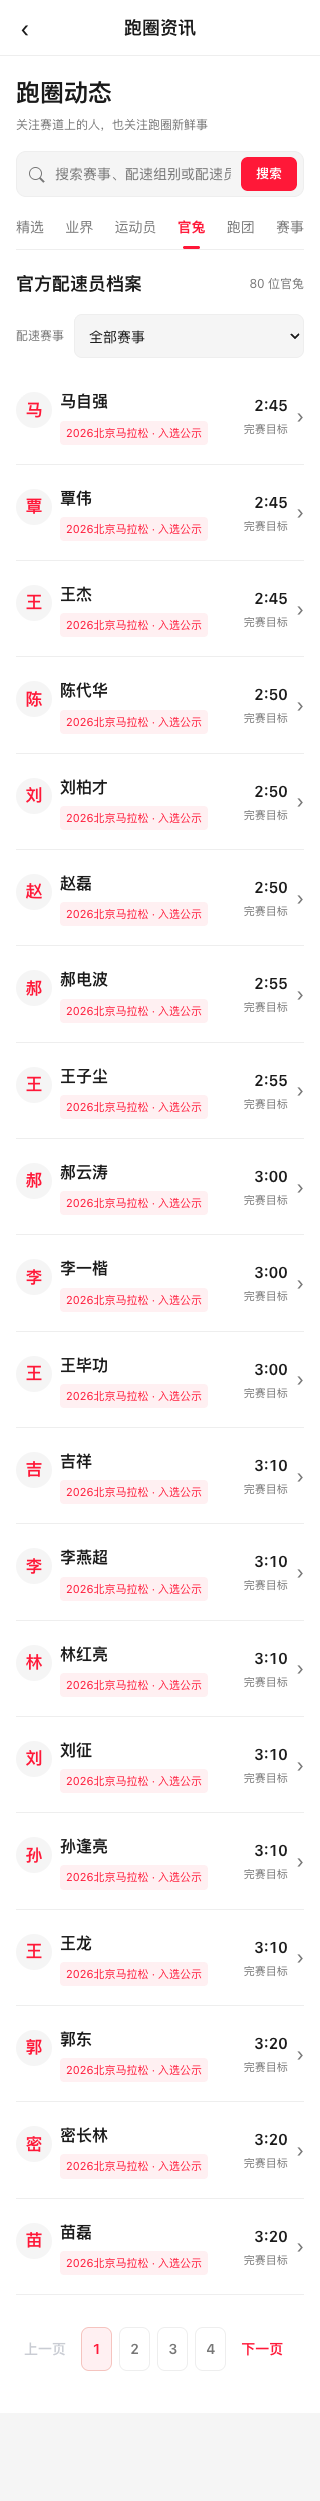 ‹ 跑圈资讯
跑圈动态
关注赛道上的人，也关注跑圈新鲜事
搜索赛事、配速组别或配速员 搜索
精选 业界 运动员 官兔 跑团 赛事
官方配速员档案 80 位官兔
配速赛事 全部赛事
马 马自强 2:45
2026北京马拉松 · 入选公示 完赛目标
覃 覃伟 2:45
2026北京马拉松 · 入选公示 完赛目标
王 王杰 2:45
2026北京马拉松 · 入选公示 完赛目标
陈 陈代华 2:50
2026北京马拉松 · 入选公示 完赛目标
刘 刘柏才 2:50
2026北京马拉松 · 入选公示 完赛目标
赵 赵磊 2:50
2026北京马拉松 · 入选公示 完赛目标
郝 郝电波 2:55
2026北京马拉松 · 入选公示 完赛目标
王 王子尘 2:55
2026北京马拉松 · 入选公示 完赛目标
郝 郝云涛 3:00
2026北京马拉松 · 入选公示 完赛目标
李 李一楷 3:00
2026北京马拉松 · 入选公示 完赛目标
王 王毕功 3:00
2026北京马拉松 · 入选公示 完赛目标
吉 吉祥 3:10
2026北京马拉松 · 入选公示 完赛目标
李 李燕超 3:10
2026北京马拉松 · 入选公示 完赛目标
林 林红亮 3:10
2026北京马拉松 · 入选公示 完赛目标
刘 刘征 3:10
2026北京马拉松 · 入选公示 完赛目标
孙 孙逢亮 3:10
2026北京马拉松 · 入选公示 完赛目标
王 王龙 3:10
2026北京马拉松 · 入选公示 完赛目标
郭 郭东 3:20
2026北京马拉松 · 入选公示 完赛目标
密 密长林 3:20
2026北京马拉松 · 入选公示 完赛目标
苗 苗磊 3:20
2026北京马拉松 · 入选公示 完赛目标
上一页 1 2 3 4 下一页